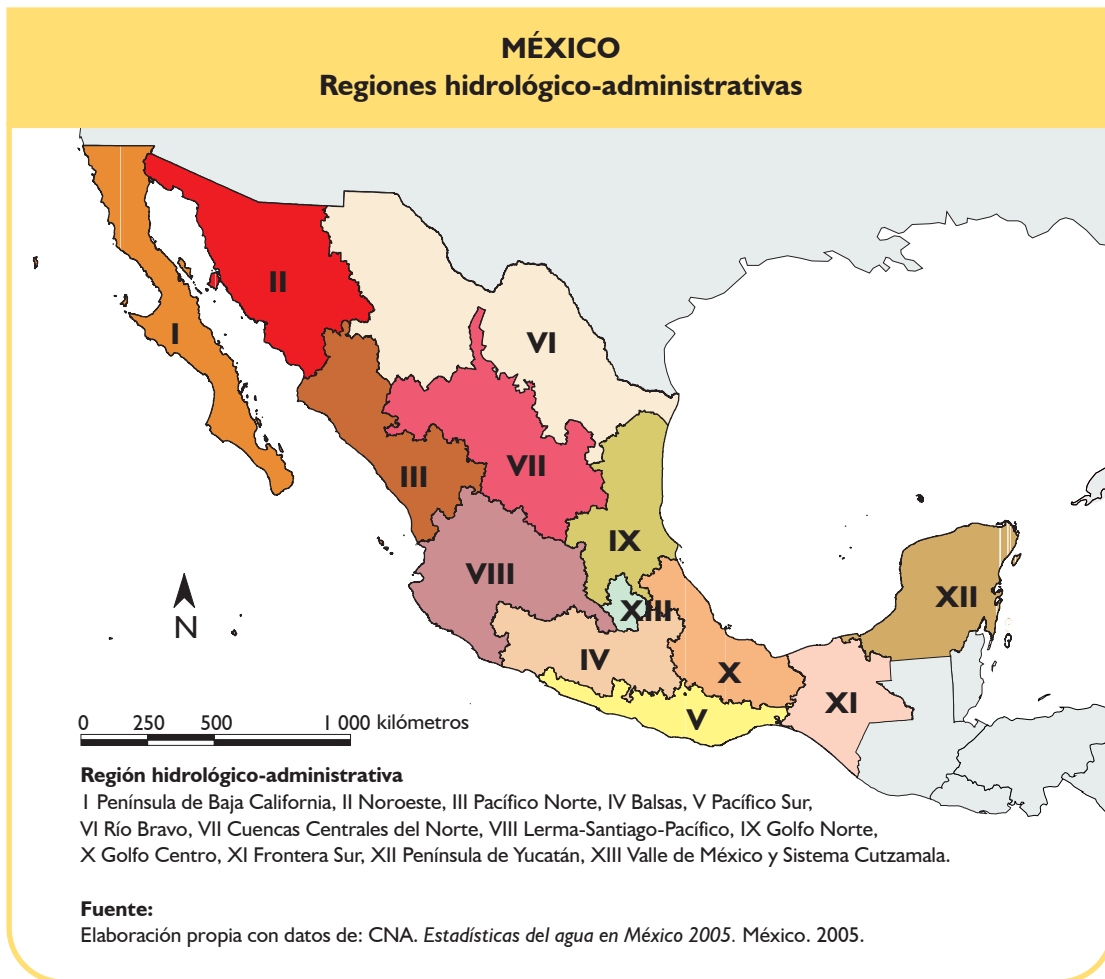 MÉXICO
Regiones hidrológico-administrativas
I
II
III
IV
V
VI
VII
VIII
IX
X
XI
XII
XIII
N
0 250 500 1 000 kilómetros
Región hidrológico-administrativa
I Península de Baja California, II Noroeste, III Pacífico Norte, IV Balsas, V Pacífico Sur,
VI Río Bravo, VII Cuencas Centrales del Norte, VIII Lerma-Santiago-Pacífico, IX Golfo Norte,
X Golfo Centro, XI Frontera Sur, XII Península de Yucatán, XIII Valle de México y Sistema Cutzamala.
Fuente:
Elaboración propia con datos de: CNA. Estadísticas del agua en México 2005. México. 2005.